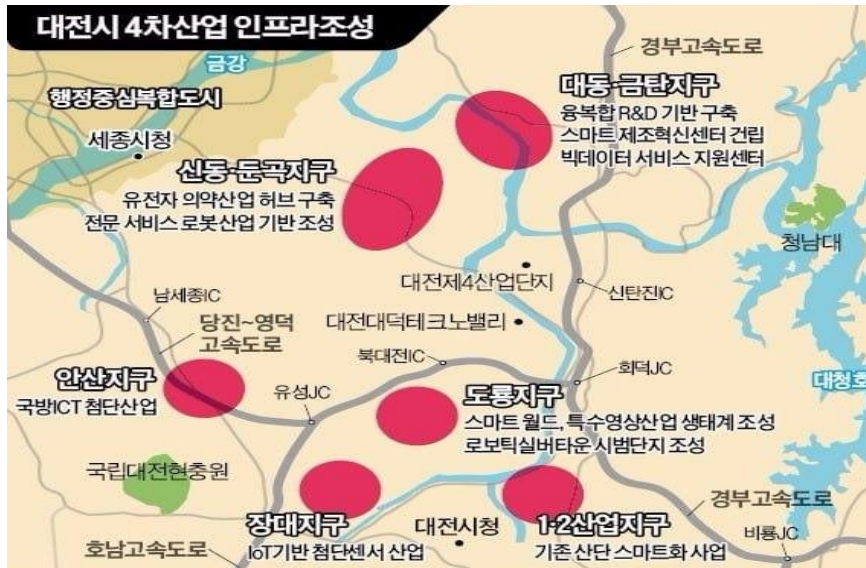 대전시 4차산업 인프라조성
금강
경부고속도로
행정중심복합도시
세종시청
대동·금탄지구
융복합 R&D 기반 구축
스마트 제조혁신센터 건립
빅데이터 서비스 지원센터
신동·둔곡지구
유전자 의약산업 허브 구축
전문 서비스 로봇산업 기반 조성
청남대
대전제4산업단지
남세종IC
신탄진IC
당진~영덕
고속도로
대전대덕테크노밸리
북대전IC
안산지구
국방ICT 첨단산업
유성JC
회덕JC
대청호
도룡지구
스마트 월드, 특수영상산업 생태계 조성
로보틱실버타운 시범단지 조성
국립대전현충원
장대지구
IoT기반 첨단센서 산업
대전시청
1·2산업지구
기존 산단 스마트화 사업
경부고속도로
비룡JC
호남고속도로